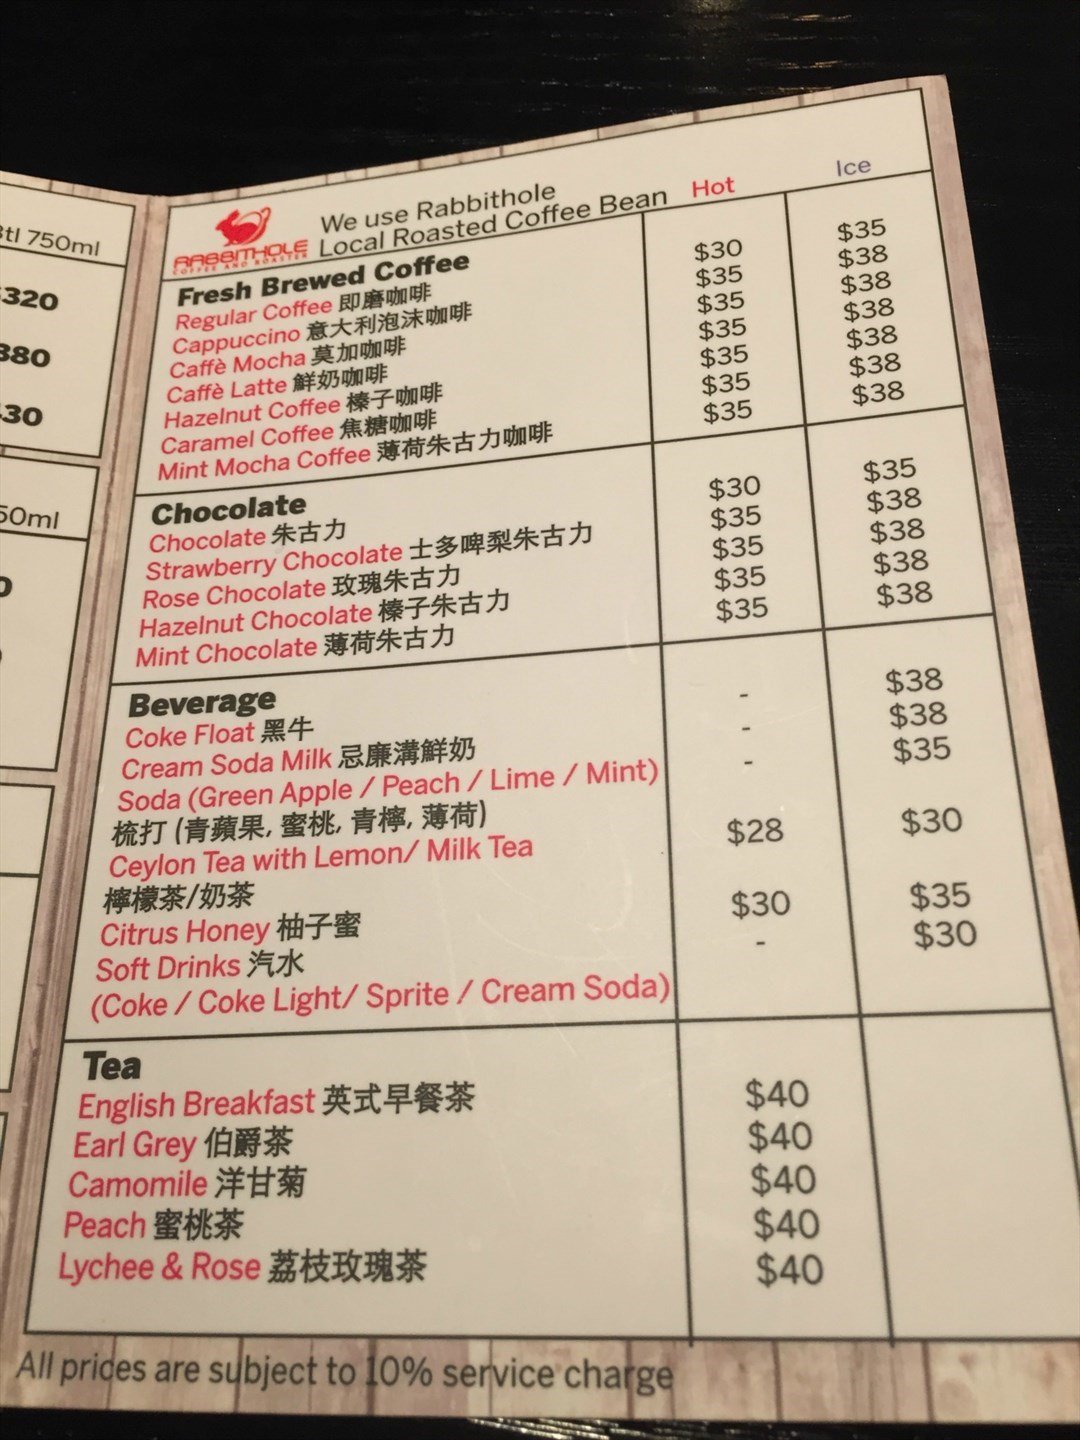 Btl 750ml
320
380
430
50ml
0
RABBITHOLE
COFFEE AND ROASTER
We use Rabbithole
Local Roasted Coffee Bean
Hot
Ice
Fresh Brewed Coffee
Regular Coffee 即磨咖啡 $30 $35
Cappuccino 意大利泡沫咖啡 $35 $38
Caffè Mocha 莫加咖啡 $35 $38
Caffè Latte 鮮奶咖啡 $35 $38
Hazelnut Coffee 榛子咖啡 $35 $38
Caramel Coffee 焦糖咖啡 $35 $38
Mint Mocha Coffee 薄荷朱古力咖啡 $35 $38
Chocolate
Chocolate 朱古力 $30 $35
Strawberry Chocolate 士多啤梨朱古力 $35 $38
Rose Chocolate 玫瑰朱古力 $35 $38
Hazelnut Chocolate 榛子朱古力 $35 $38
Mint Chocolate 薄荷朱古力 $35 $38
Beverage
Coke Float 黑牛 - $38
Cream Soda Milk 忌廉溝鮮奶 - $38
Soda (Green Apple / Peach / Lime / Mint) - $35
梳打 (青蘋果, 蜜桃, 青檸, 薄荷)
Ceylon Tea with Lemon/ Milk Tea $28 $30
檸檬茶/奶茶
Citrus Honey 柚子蜜 $30 $35
Soft Drinks 汽水 - $30
(Coke / Coke Light/ Sprite / Cream Soda)
Tea
English Breakfast 英式早餐茶 $40
Earl Grey 伯爵茶 $40
Camomile 洋甘菊 $40
Peach 蜜桃茶 $40
Lychee & Rose 荔枝玫瑰茶 $40
All prices are subject to 10% service charge